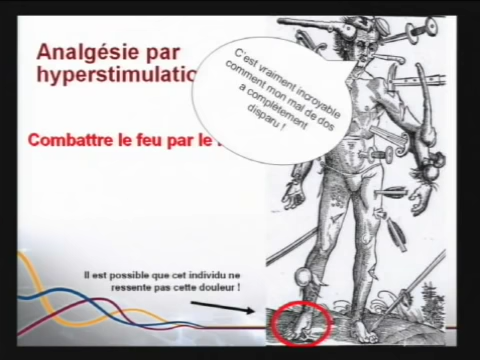 Analgésie par
hyperstimulatio
C'est vraiment incroyable
comment mon mal de dos
a complètement
disparu !
Combattre le feu par le
Il est possible que cet individu ne
ressente pas cette douleur !